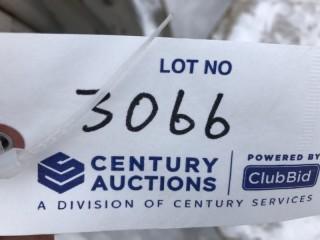 LOT NO
3066
CENTURY AUCTIONS
POWERED BY
ClubBid
A DIVISION OF CENTURY SERVICES